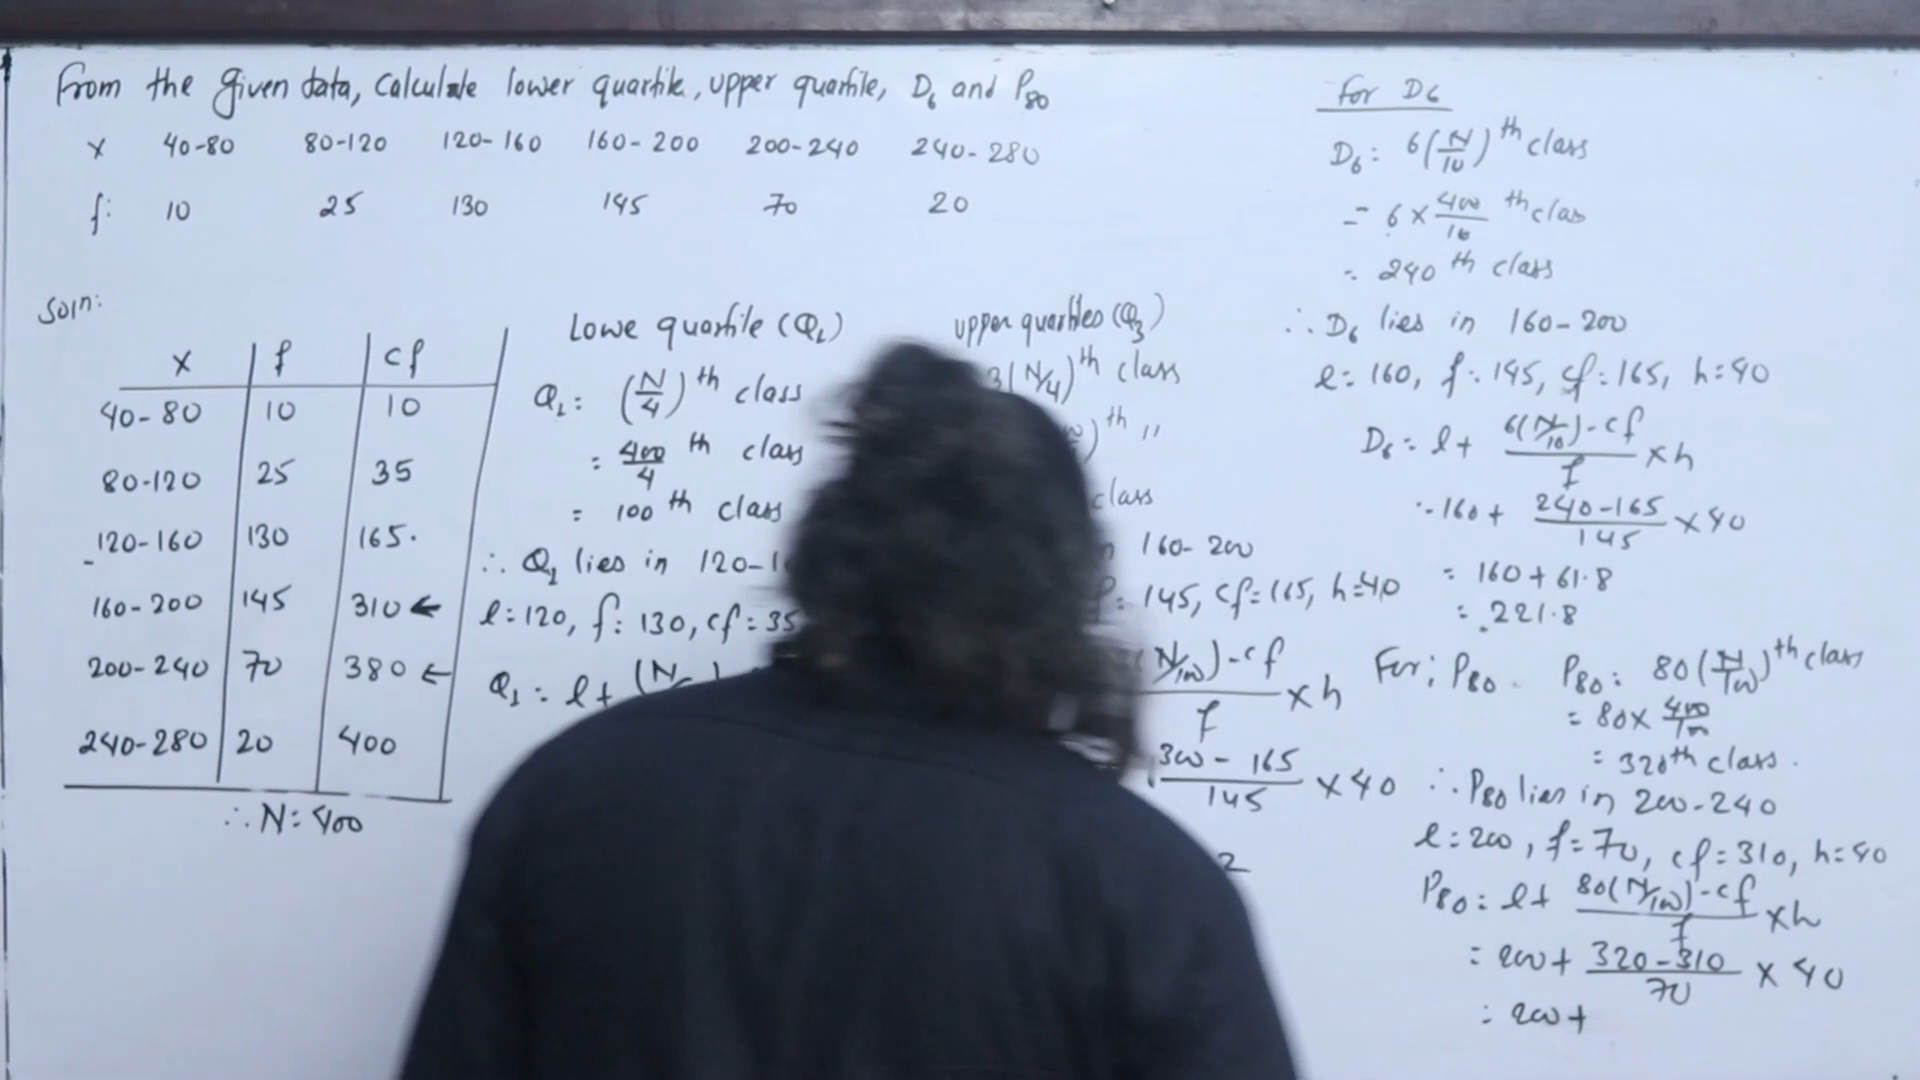 From the given data, Calculate lower quartile, upper quartile, D₆ and P₈₀
X 40-80 80-120 120-160 160-200 200-240 240-280
f: 10 25 130 145 70 20
Soln:
X f cf
40-80 10 10
80-120 25 35
120-160 130 165.
160-200 145 310 ←
200-240 70 380 ←
240-280 20 400
∴ N = 400
Lowe quartile (Q₁)
Q₁ = (N/4)th class
= 400/4 th class
= 100 th class
∴ Q₁ lies in 120-1
l = 120, f = 130, cf = 35
Q₁ = l + (N
upper quartiles (Q₃)
3(N/4)th class
)th "
class
160-200
f = 145, cf = 165, h = 40
(N/100) - cf / f × h
300 - 165 / 145 × 40
2
For D₆
D₆ = 6(N/10)th class
= 6 × 400/10 th clas
= 240 th class
∴ D₆ lies in 160-200
l = 160, f = 145, cf = 165, h = 40
D₆ = l + 6(N/10) - cf / f × h
= 160 + 240 - 165 / 145 × 40
= 160 + 61.8
= 221.8
For; P₈₀ P₈₀ = 80(N/100)th class
= 80 × 400/100
= 320th class.
∴ P₈₀ lies in 200-240
l = 200, f = 70, cf = 310, h = 40
P₈₀ = l + 80(N/100) - cf / f × h
= 200 + 320 - 310 / 70 × 40
= 200 +